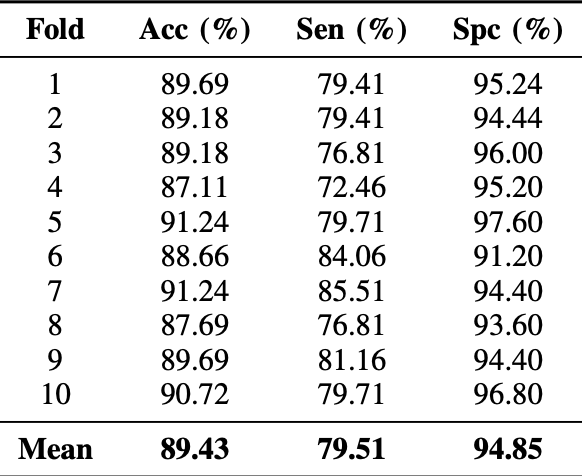 Fold Acc (%) Sen (%) Spc (%)
1 89.69 79.41 95.24
2 89.18 79.41 94.44
3 89.18 76.81 96.00
4 87.11 72.46 95.20
5 91.24 79.71 97.60
6 88.66 84.06 91.20
7 91.24 85.51 94.40
8 87.69 76.81 93.60
9 89.69 81.16 94.40
10 90.72 79.71 96.80
Mean 89.43 79.51 94.85